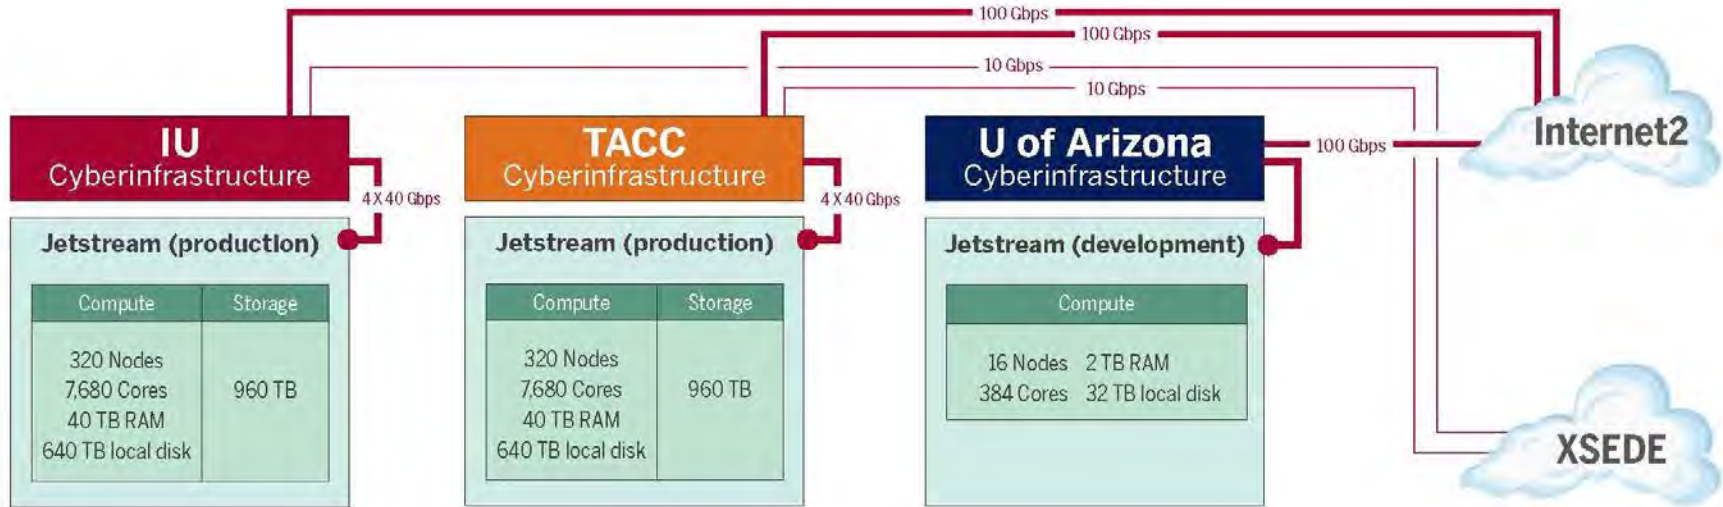 100 Gbps
100 Gbps
10 Gbps
10 Gbps
IU
Cyberinfrastructure
4 X 40 Gbps
Jetstream (production)
Compute Storage
320 Nodes
7,680 Cores
40 TB RAM
640 TB local disk
960 TB
TACC
Cyberinfrastructure
4 X 40 Gbps
Jetstream (production)
Compute Storage
320 Nodes
7,680 Cores
40 TB RAM
640 TB local disk
960 TB
U of Arizona
Cyberinfrastructure
100 Gbps
Jetstream (development)
Compute
16 Nodes 2 TB RAM
384 Cores 32 TB local disk
Internet2
XSEDE